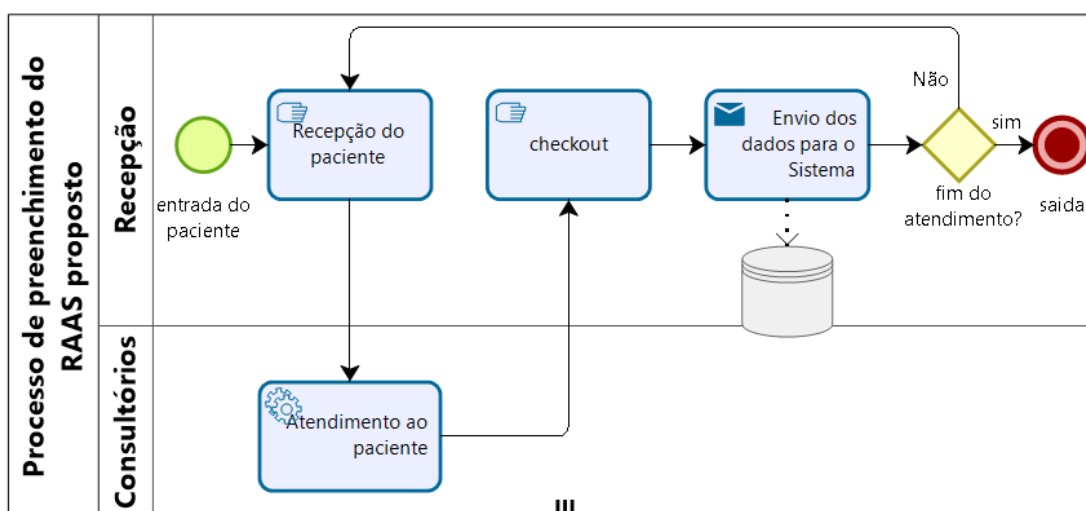 Processo de preenchimento do
RAAS proposto
Recepção
entrada do
paciente
Recepção do
paciente
checkout
Envio dos
dados para o
Sistema
Não
sim
fim do
atendimento?
saida
Consultórios
Atendimento ao
paciente